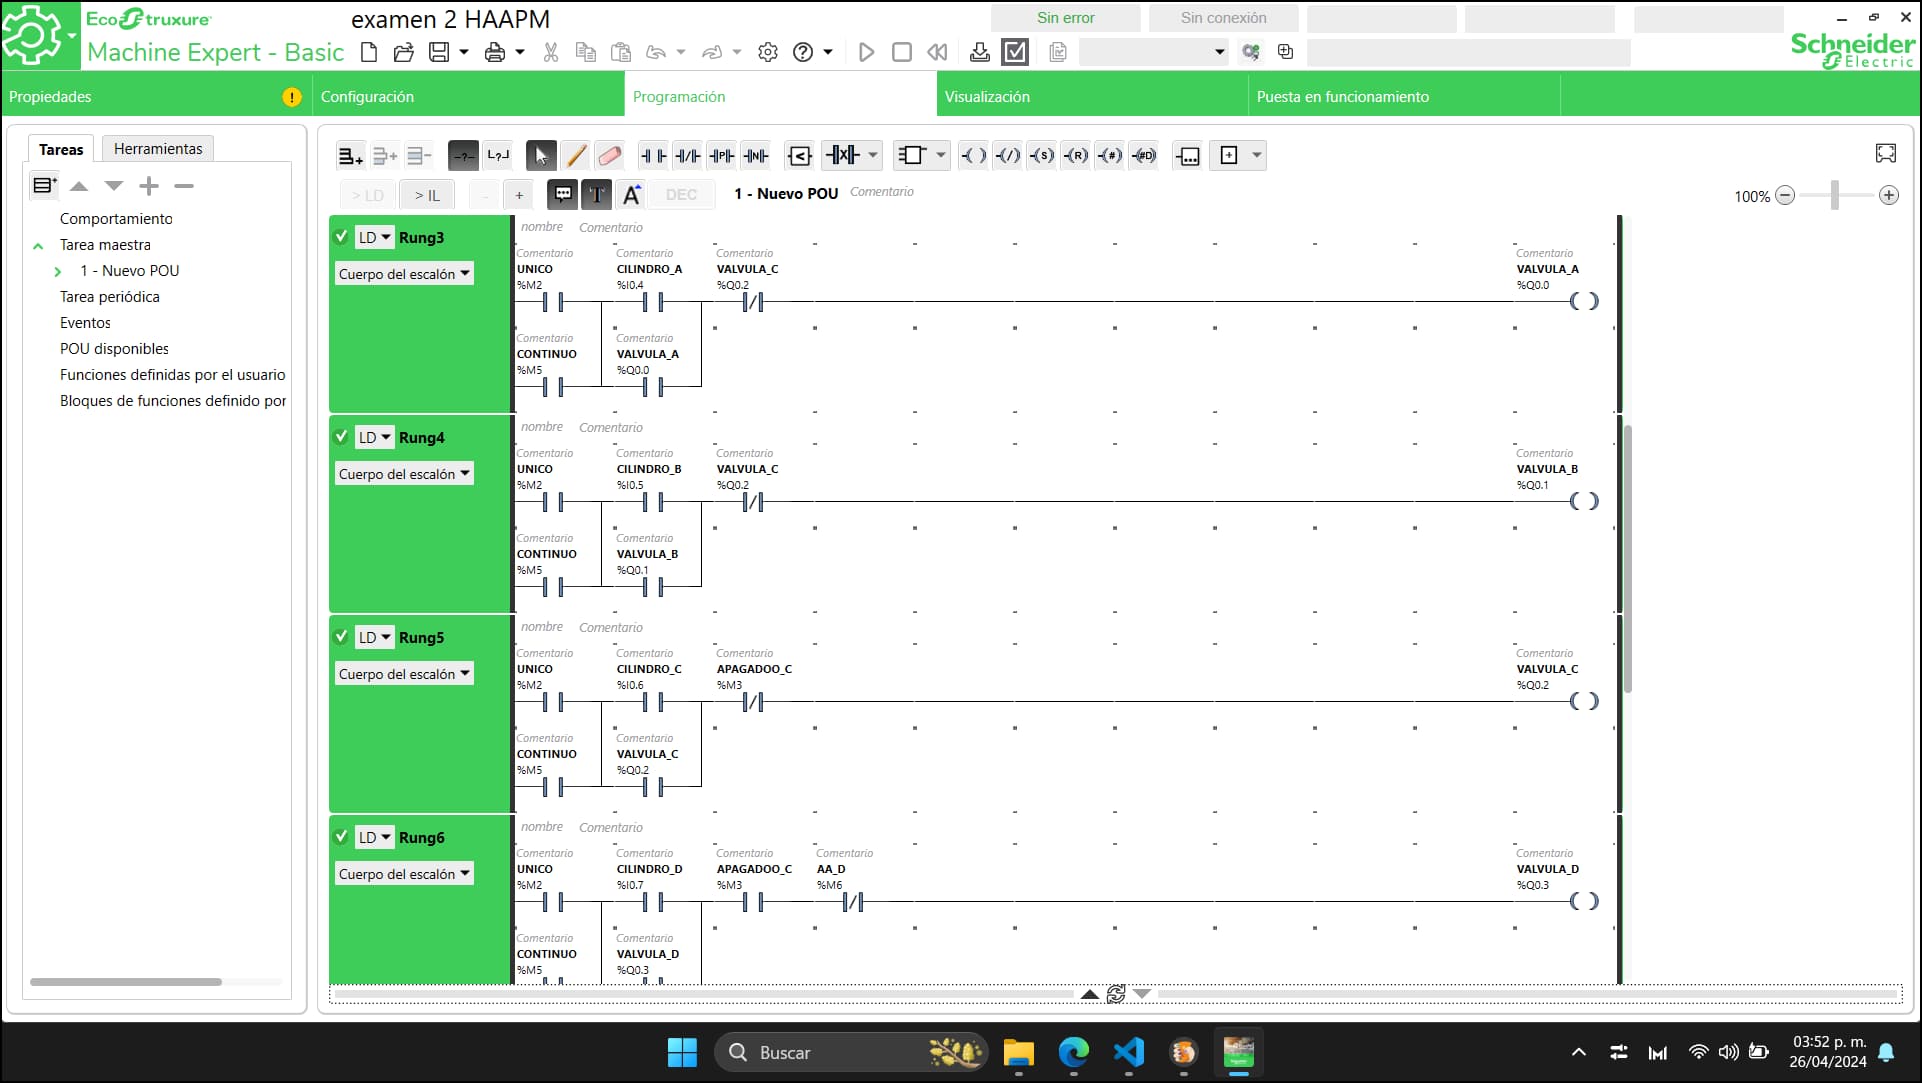 EcoStruxure
Machine Expert - Basic
examen 2 HAAPM
Sin error
Sin conexión
Schneider
Electric
Propiedades
Configuración
Programación
Visualización
Puesta en funcionamiento
Tareas
Herramientas
Comportamiento
Tarea maestra
1 - Nuevo POU
Tarea periódica
Eventos
POU disponibles
Funciones definidas por el usuario
Bloques de funciones definido por
> LD
> IL
DEC
1 - Nuevo POU
Comentario
100%
LD Rung3
Cuerpo del escalón
nombre Comentario
Comentario Comentario Comentario Comentario
UNICO CILINDRO_A VALVULA_C VALVULA_A
%M2 %I0.4 %Q0.2 %Q0.0
Comentario Comentario
CONTINUO VALVULA_A
%M5 %Q0.0
LD Rung4
Cuerpo del escalón
nombre Comentario
Comentario Comentario Comentario Comentario
UNICO CILINDRO_B VALVULA_C VALVULA_B
%M2 %I0.5 %Q0.2 %Q0.1
Comentario Comentario
CONTINUO VALVULA_B
%M5 %Q0.1
LD Rung5
Cuerpo del escalón
nombre Comentario
Comentario Comentario Comentario Comentario
UNICO CILINDRO_C APAGADOO_C VALVULA_C
%M2 %I0.6 %M3 %Q0.2
Comentario Comentario
CONTINUO VALVULA_C
%M5 %Q0.2
LD Rung6
Cuerpo del escalón
nombre Comentario
Comentario Comentario Comentario Comentario Comentario
UNICO CILINDRO_D APAGADOO_C AA_D VALVULA_D
%M2 %I0.7 %M3 %M6 %Q0.3
Comentario Comentario
CONTINUO VALVULA_D
%M5 %Q0.3
Buscar
03:52 p. m.
26/04/2024